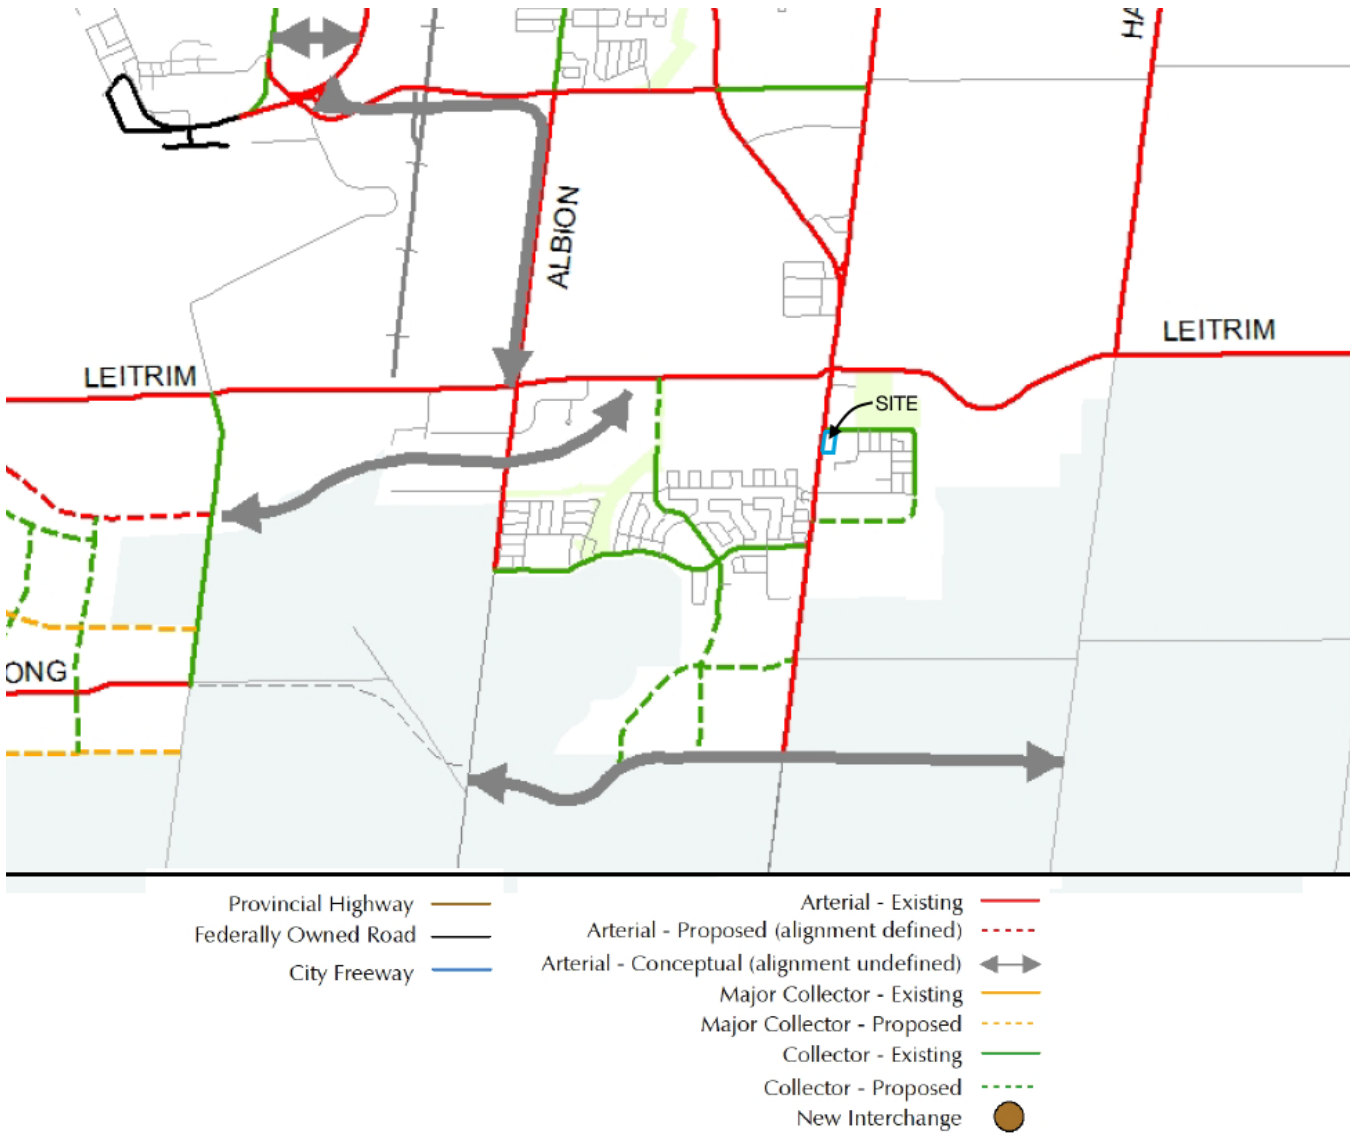 HA
ALBION
LEITRIM
LEITRIM
SITE
ONG
Provincial Highway
Federally Owned Road
City Freeway
Arterial - Existing
Arterial - Proposed (alignment defined)
Arterial - Conceptual (alignment undefined)
Major Collector - Existing
Major Collector - Proposed
Collector - Existing
Collector - Proposed
New Interchange